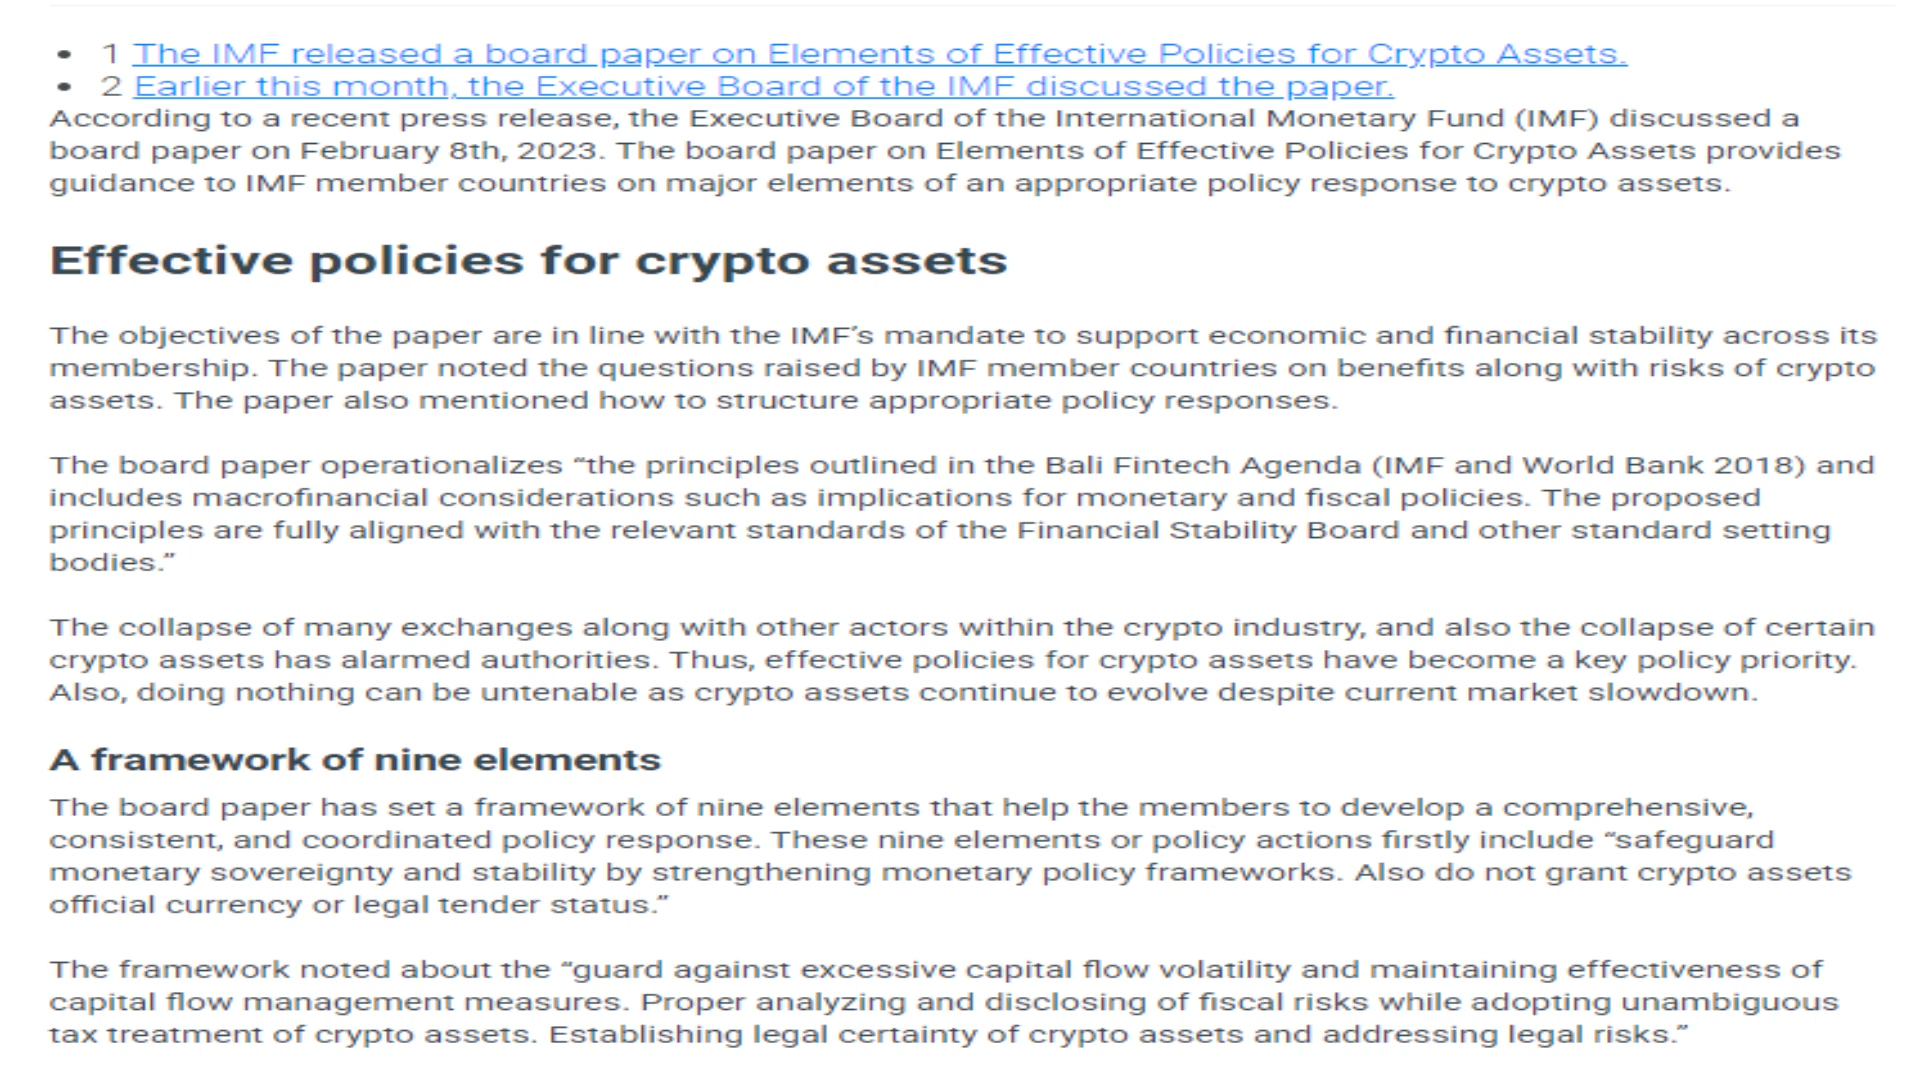 • 1 The IMF released a board paper on Elements of Effective Policies for Crypto Assets.
• 2 Earlier this month, the Executive Board of the IMF discussed the paper.
According to a recent press release, the Executive Board of the International Monetary Fund (IMF) discussed a
board paper on February 8th, 2023. The board paper on Elements of Effective Policies for Crypto Assets provides
guidance to IMF member countries on major elements of an appropriate policy response to crypto assets.
Effective policies for crypto assets
The objectives of the paper are in line with the IMF’s mandate to support economic and financial stability across its
membership. The paper noted the questions raised by IMF member countries on benefits along with risks of crypto
assets. The paper also mentioned how to structure appropriate policy responses.
The board paper operationalizes “the principles outlined in the Bali Fintech Agenda (IMF and World Bank 2018) and
includes macrofinancial considerations such as implications for monetary and fiscal policies. The proposed
principles are fully aligned with the relevant standards of the Financial Stability Board and other standard setting
bodies.”
The collapse of many exchanges along with other actors within the crypto industry, and also the collapse of certain
crypto assets has alarmed authorities. Thus, effective policies for crypto assets have become a key policy priority.
Also, doing nothing can be untenable as crypto assets continue to evolve despite current market slowdown.
A framework of nine elements
The board paper has set a framework of nine elements that help the members to develop a comprehensive,
consistent, and coordinated policy response. These nine elements or policy actions firstly include “safeguard
monetary sovereignty and stability by strengthening monetary policy frameworks. Also do not grant crypto assets
official currency or legal tender status.”
The framework noted about the “guard against excessive capital flow volatility and maintaining effectiveness of
capital flow management measures. Proper analyzing and disclosing of fiscal risks while adopting unambiguous
tax treatment of crypto assets. Establishing legal certainty of crypto assets and addressing legal risks.”